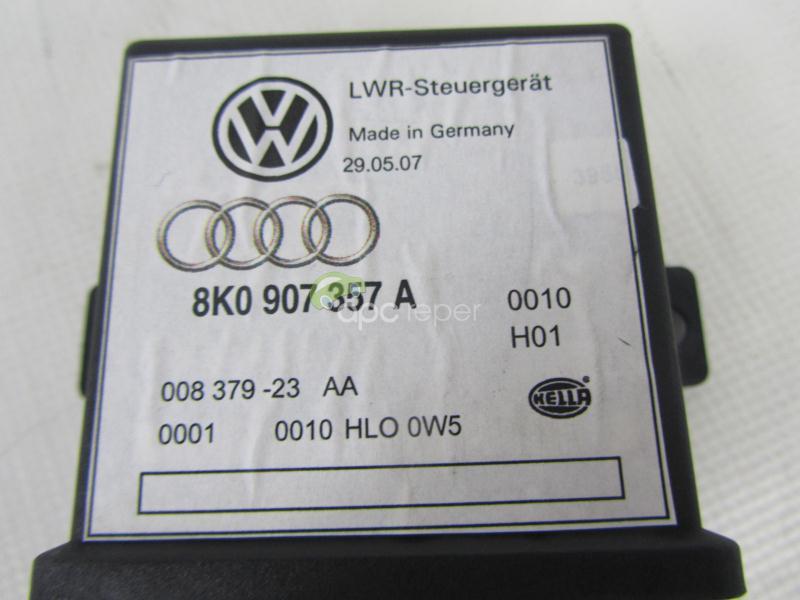 LWR-Steuergerät
Made in Germany
29.05.07
8K0 907 357 A
apcтeper
0010
H01
008 379 -23 AA
HELLA
0001 0010 HLO 0W5